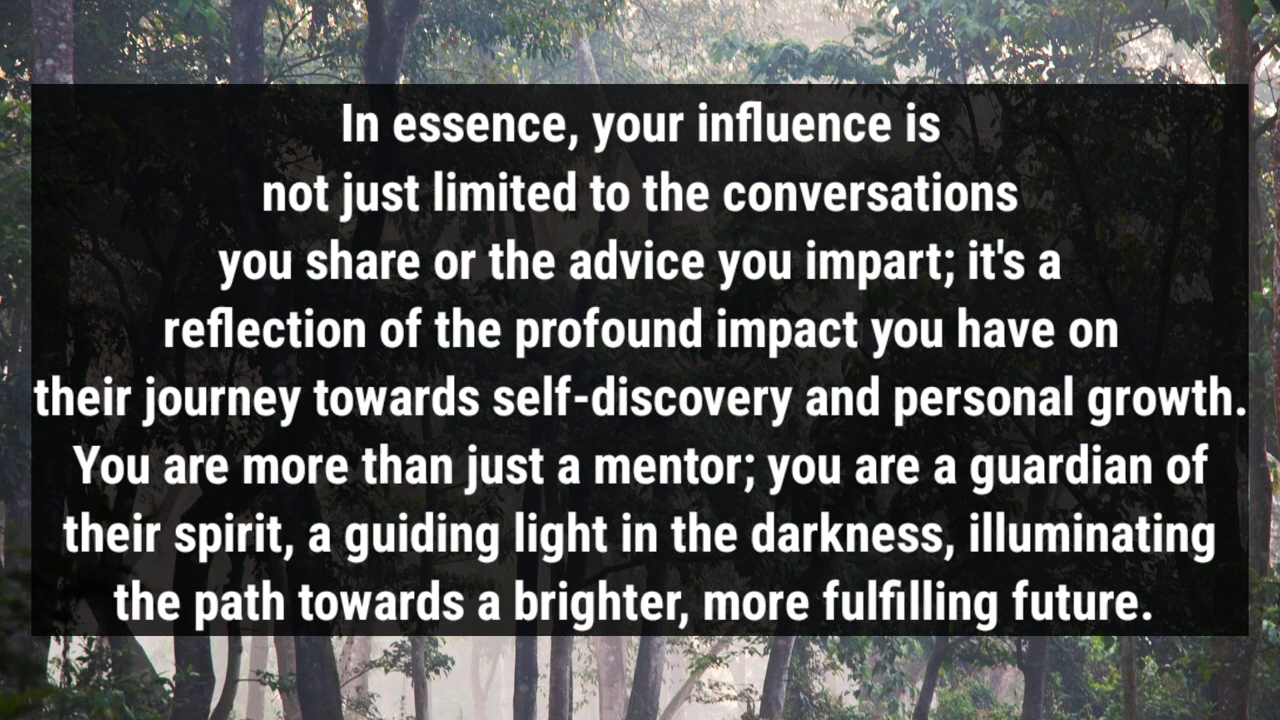 In essence, your influence is
not just limited to the conversations
you share or the advice you impart; it's a
reflection of the profound impact you have on
their journey towards self-discovery and personal growth.
You are more than just a mentor; you are a guardian of
their spirit, a guiding light in the darkness, illuminating
the path towards a brighter, more fulfilling future.